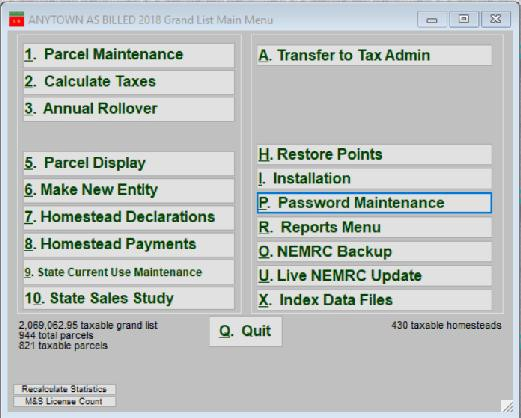 ANYTOWN AS BILLED 2018 Grand List Main Menu
1. Parcel Maintenance
2. Calculate Taxes
3. Annual Rollover
5. Parcel Display
6. Make New Entity
7. Homestead Declarations
8. Homestead Payments
9. State Current Use Maintenance
10. State Sales Study
A. Transfer to Tax Admin
H. Restore Points
I. Installation
P. Password Maintenance
R. Reports Menu
O. NEMRC Backup
U. Live NEMRC Update
X. Index Data Files
2,069,062.95 taxable grand list
944 total parcels
821 taxable parcels
Q. Quit
430 taxable homesteads
Recalculate Statistics
M&S License Count